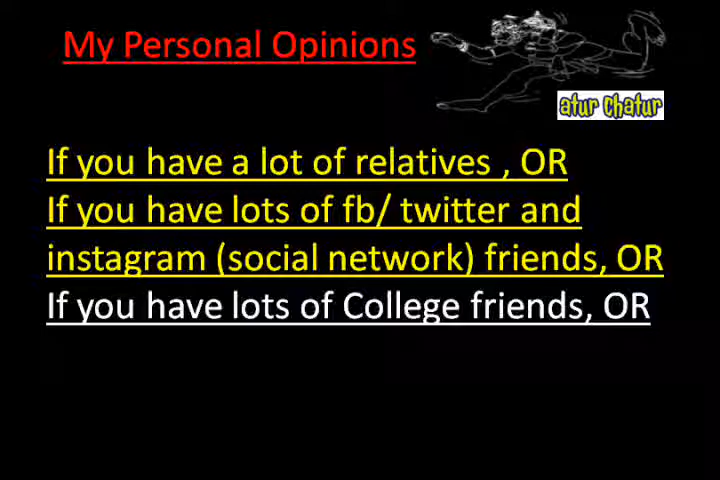 My Personal Opinions
atur chatur
If you have a lot of relatives , OR
If you have lots of fb/ twitter and
instagram (social network) friends, OR
If you have lots of College friends, OR